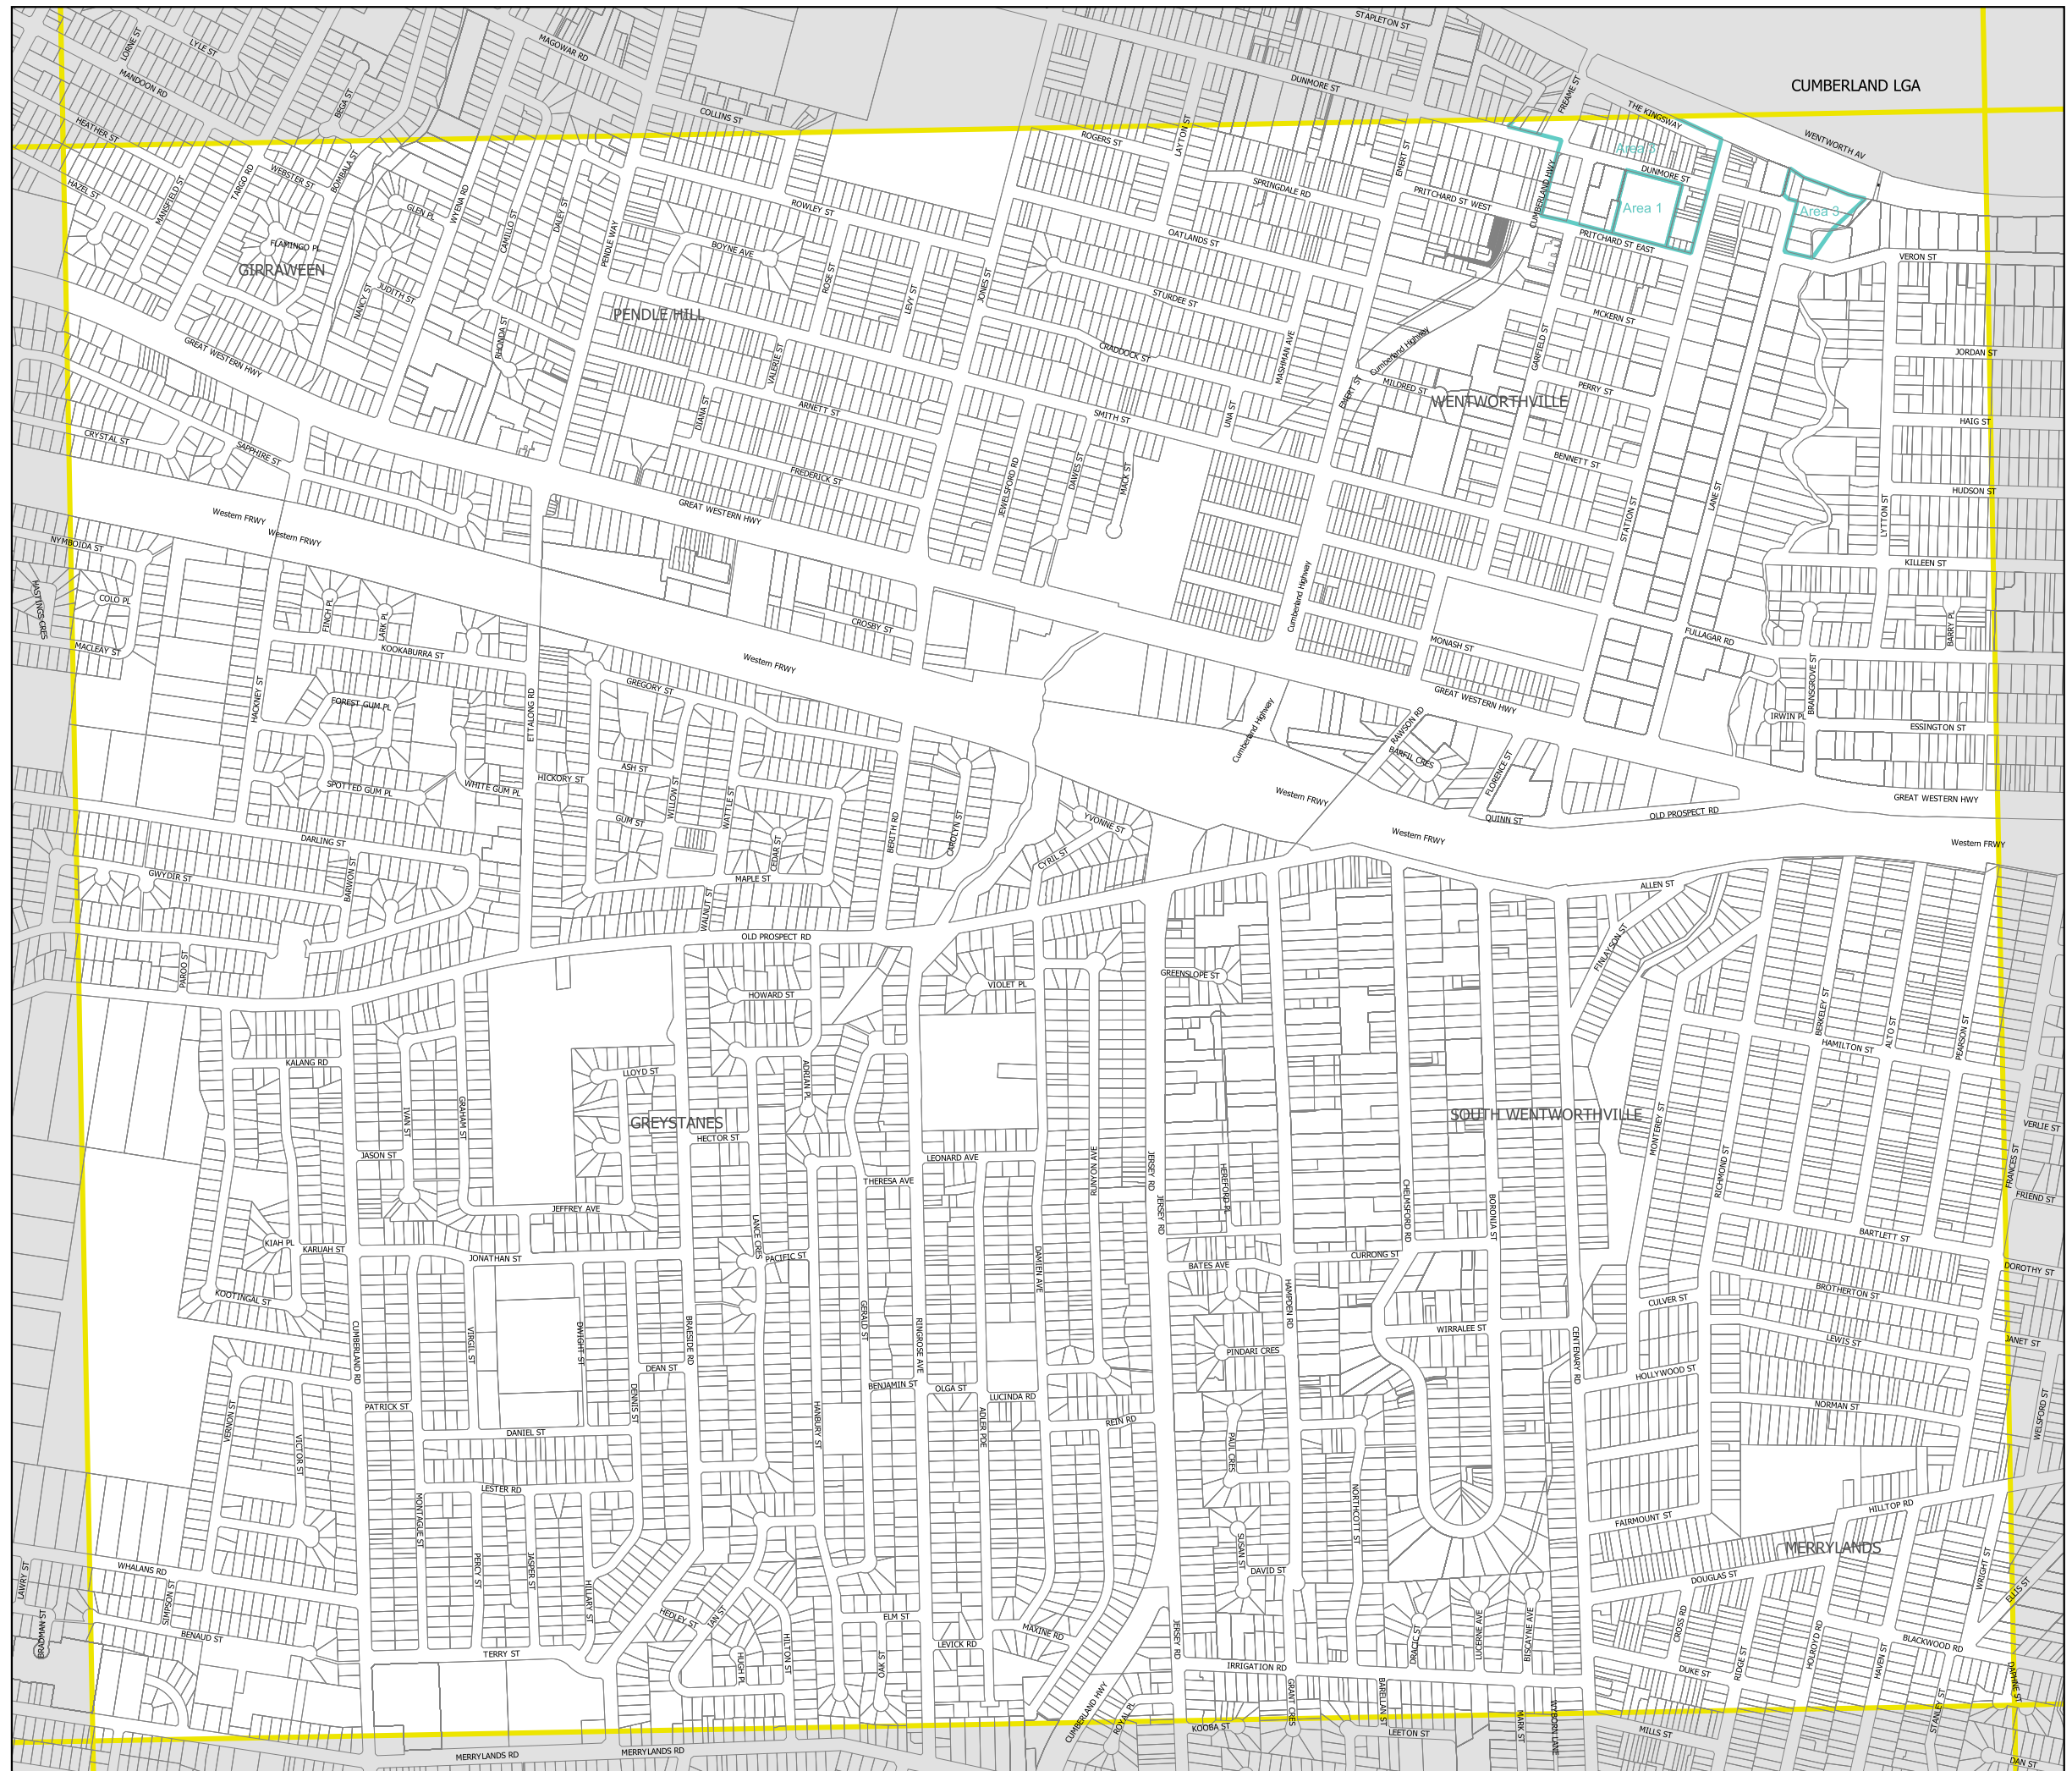 STAPLETON ST
LORNE ST
LYLE ST
MAGOWAR RD
MANDOON RD
BEGA ST
DUNMORE ST
FREAME ST
CUMBERLAND LGA
COLLINS ST
THE KINGSWAY
HEATHER ST
ROGERS ST
LAYTON ST
EMERT ST
WENTWORTH AV
HAZEL ST
MANSFIELD ST
TARGO RD
WEBSTER ST
BOMBALA ST
GLEN PL
WYENA RD
CAMILLO ST
DALEY ST
PENDLE WAY
ROWLEY ST
SPRINGDALE RD
PRITCHARD ST WEST
CUMBERLAND HWY
DUNMORE ST
Area 1
Area 3
FLAMINGO PL
GIRRAWEEN
BOYNE AVE
OATLANDS ST
PRITCHARD ST EAST
VERON ST
NANCY ST
JUDITH ST
ROSE ST
LEVY ST
JONES ST
STURDEE ST
PENDLE HILL
MCKERN ST
GREAT WESTERN HWY
RHONDA ST
VALERIE ST
CRADDOCK ST
MASHMAN AVE
Cumberland Highway
GARFIELD ST
JORDAN ST
EMERT ST
MILDRED ST
PERRY ST
WENTWORTHVILLE
DIANA ST
ARNETT ST
SMITH ST
UNA ST
HAIG ST
CRYSTAL ST
SAPPHIRE ST
FREDERICK ST
JEWELSFORD RD
DAWES ST
MACK ST
BENNETT ST
STATION ST
LANE ST
LYTTON ST
HUDSON ST
Western FRWY
Western FRWY
GREAT WESTERN HWY
NYMBOIDA ST
KILLEEN ST
HASTINGS CRES
COLO PL
FINCH PL
LARK PL
CROSBY ST
Cumberland Highway
MONASH ST
FULLAGAR RD
BARRY PL
MACLEAY ST
KOOKABURRA ST
Western FRWY
HACKNEY ST
FOREST GUM PL
ETTALONG RD
GREGORY ST
Cumberland Highway
RAWSON RD
GREAT WESTERN HWY
IRWIN PL
BRANSGROVE ST
ESSINGTON ST
BARFIL CRES
FLORENCE ST
SPOTTED GUM PL
WHITE GUM PL
HICKORY ST
ASH ST
WILLOW ST
WATTLE ST
Western FRWY
GREAT WESTERN HWY
QUINN ST
OLD PROSPECT RD
DARLING ST
GUM ST
CEDAR ST
BERITH RD
CAROLYN ST
YVONNE ST
CYRIL ST
Western FRWY
Western FRWY
GWYDIR ST
BARWON ST
MAPLE ST
WALNUT ST
ALLEN ST
PAROO ST
OLD PROSPECT RD
FINLAYSON ST
HOWARD ST
VIOLET PL
GREENSLOPE ST
BERKELEY ST
ALTO ST
PEARSON ST
HAMILTON ST
KALANG RD
LLOYD ST
ADRIAN PL
IVAN ST
GRAHAM ST
GREYSTANES
SOUTH WENTWORTHVILLE
MONTEREY ST
VERLIE ST
HECTOR ST
JASON ST
LEONARD AVE
RUNYON AVE
JERSEY RD
HEREFORD PL
RICHMOND ST
FRANCES ST
THERESA AVE
FRIEND ST
JEFFREY AVE
LANCE CRES
JERSEY RD
CHELMSFORD RD
BORONIA ST
BARTLETT ST
KIAH PL
KARUAH ST
JONATHAN ST
PACIFIC ST
DAMIEN AVE
BATES AVE
CURRONG ST
DOROTHY ST
KOOTINGAL ST
HAMPDEN RD
CULVER ST
BROTHERTON ST
CUMBERLAND RD
VIRGIL ST
DWIGHT ST
BRAESIDE RD
GERALD ST
RINGROSE AVE
WIRRALEE ST
CENTENARY RD
LEWIS ST
JANET ST
PINDARI CRES
DEAN ST
HOLLYWOOD ST
BENJAMIN ST
OLGA ST
LUCINDA RD
VERNON ST
VICTOR ST
PATRICK ST
DENNIS ST
HANBURY ST
ADLER PDE
REIN RD
PAUL CRES
NORMAN ST
WELSFORD ST
DANIEL ST
LESTER RD
MONTAGUE ST
NORTHCOTT ST
FAIRMOUNT ST
HILLTOP RD
MERRYLANDS
SUSAN ST
DAVID ST
DOUGLAS ST
WRIGHT ST
ELLIS ST
LAWRY ST
WHALANS RD
SIMPSON ST
PERCY ST
JASPER ST
HILLARY ST
HEDLEY ST
IAN ST
ELM ST
MAXINE RD
BRADMAN ST
BENAUD ST
TERRY ST
HUGH PL
HILTON ST
OAK ST
LEVICK RD
JERSEY RD
IRRIGATION RD
DRACIC ST
LUCERNE AVE
BISCAYNE AVE
CROSS RD
DUKE ST
RIDGE ST
HOLROYD RD
HAVEN ST
BLACKWOOD RD
DAPHNE ST
CUMBERLAND HWY
ROYAL PL
KOOBA ST
GRANT CRES
BARELLAN ST
LEETON ST
MARK ST
WYBORN LANE
MILLS ST
STANLEY ST
MERRYLANDS RD
MERRYLANDS RD
DAN ST